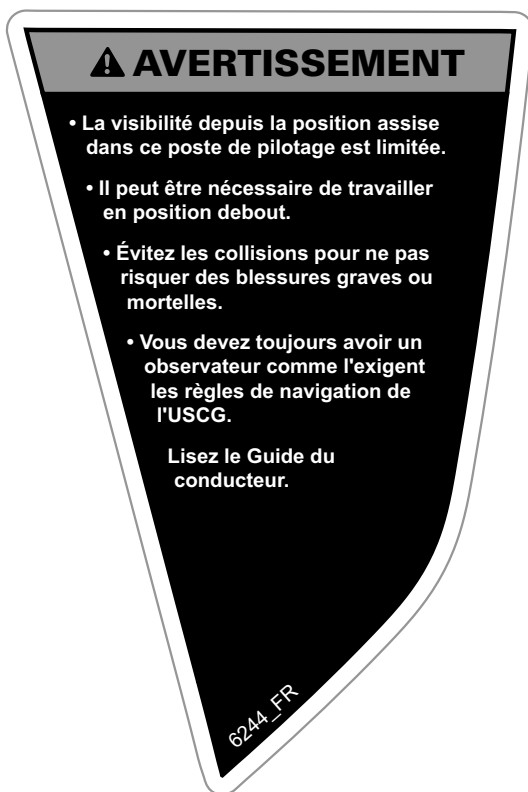 AVERTISSEMENT
• La visibilité depuis la position assise
dans ce poste de pilotage est limitée.
• Il peut être nécessaire de travailler
en position debout.
• Évitez les collisions pour ne pas
risquer des blessures graves ou
mortelles.
• Vous devez toujours avoir un
observateur comme l'exigent
les règles de navigation de
l'USCG.
Lisez le Guide du
conducteur.
6244_FR